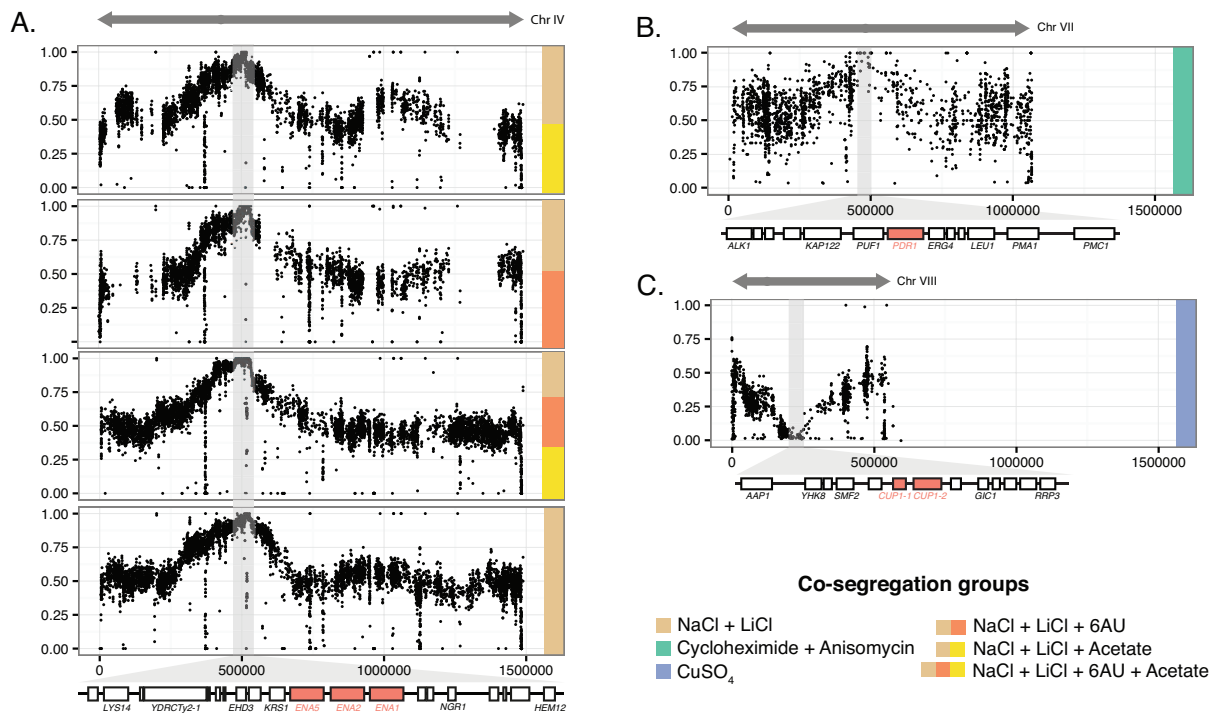 A.
Chr IV
1.00
0.75
0.50
0.25
0.00
1.00
0.75
0.50
0.25
1.00
0.75
0.50
0.25
0.00
1.00
0.75
0.50
0.25
0.00
0 500000 1000000 1500000
LYS14 YDRCTy2-1 EHD3 KRS1 ENA5 ENA2 ENA1 NGR1 HEM12
B.
Chr VII
1.00
0.75
0.50
0.25
0.00
0 500000 1000000 1500000
ALK1 KAP122 PUF1 PDR1 ERG4 LEU1 PMA1 PMC1
C.
Chr VIII
1.00
0.75
0.50
0.25
0.00
0 500000 1000000 1500000
AAP1 YHK8 SMF2 CUP1-1 CUP1-2 GIC1 RRP3
Co-segregation groups
NaCl + LiCl
Cycloheximide + Anisomycin
CuSO₄
NaCl + LiCl + 6AU
NaCl + LiCl + Acetate
NaCl + LiCl + 6AU + Acetate